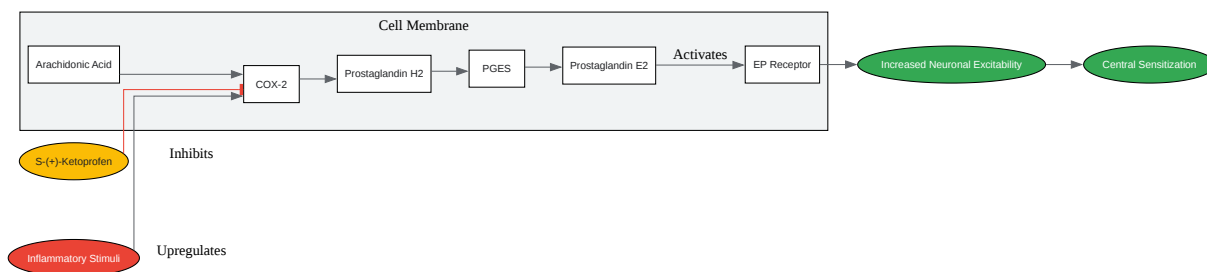 Cell Membrane
Arachidonic Acid
COX-2
Prostaglandin H2
PGES
Prostaglandin E2
Activates
EP Receptor
Increased Neuronal Excitability
Central Sensitization
S-(+)-Ketoprofen
Inhibits
Inflammatory Stimuli
Upregulates